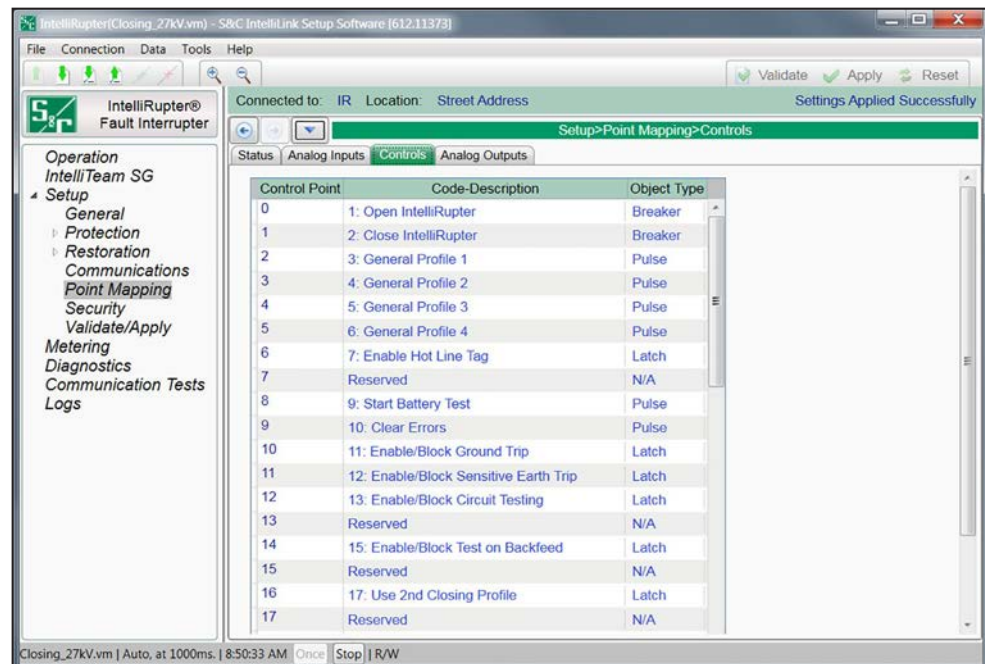 IntelliRupter(Closing_27kV.vm) - S&C IntelliLink Setup Software [612.11373]
File Connection Data Tools Help
Validate Apply Reset
S&C
IntelliRupter®
Fault Interrupter
Connected to: IR Location: Street Address Settings Applied Successfully
Setup>Point Mapping>Controls
Operation
IntelliTeam SG
Setup
General
Protection
Restoration
Communications
Point Mapping
Security
Validate/Apply
Metering
Diagnostics
Communication Tests
Logs
Status Analog Inputs Controls Analog Outputs
Control Point Code-Description Object Type
0 1: Open IntelliRupter Breaker
1 2: Close IntelliRupter Breaker
2 3: General Profile 1 Pulse
3 4: General Profile 2 Pulse
4 5: General Profile 3 Pulse
5 6: General Profile 4 Pulse
6 7: Enable Hot Line Tag Latch
7 Reserved N/A
8 9: Start Battery Test Pulse
9 10: Clear Errors Pulse
10 11: Enable/Block Ground Trip Latch
11 12: Enable/Block Sensitive Earth Trip Latch
12 13: Enable/Block Circuit Testing Latch
13 Reserved N/A
14 15: Enable/Block Test on Backfeed Latch
15 Reserved N/A
16 17: Use 2nd Closing Profile Latch
17 Reserved N/A
Closing_27kV.vm | Auto, at 1000ms. | 8:50:33 AM Once Stop | R/W